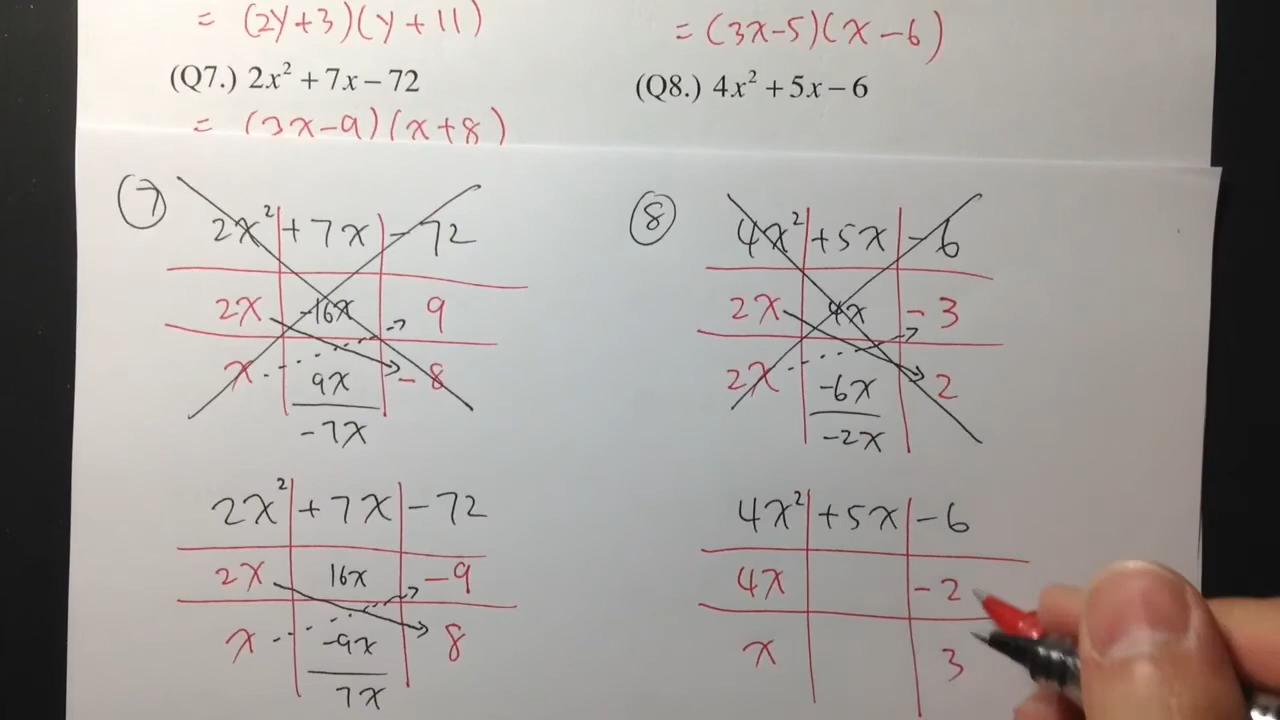 = (2y+3)(y+11)
= (3x-5)(x-6)
(Q7.) 2x² + 7x − 72
(Q8.) 4x² + 5x − 6
= (3x-9)(x+8)
⑦
2x² + 7x - 72
2x -16x 9
x 9x -8
-7x
⑧
4x² + 5x - 6
2x 4x -3
2x -6x 2
-2x
2x² + 7x - 72
2x 16x -9
x -9x 8
7x
4x² + 5x - 6
4x -2
x 3